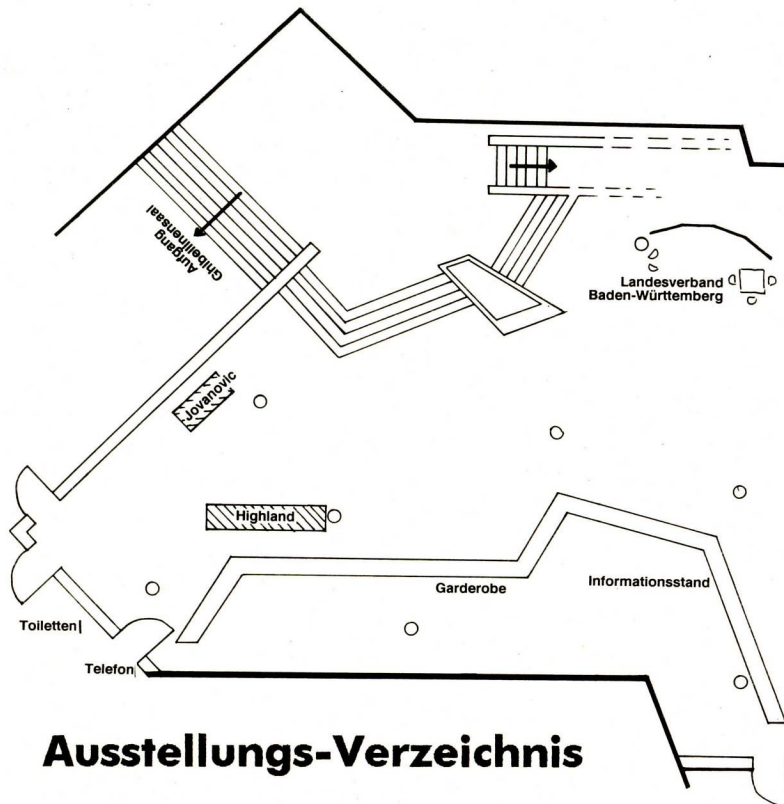 Aufgang
Ghibellinensaal
Landesverband
Baden-Württemberg
Jovanovic
Highland
Garderobe
Informationsstand
Toiletten
Telefon
Ausstellungs-Verzeichnis